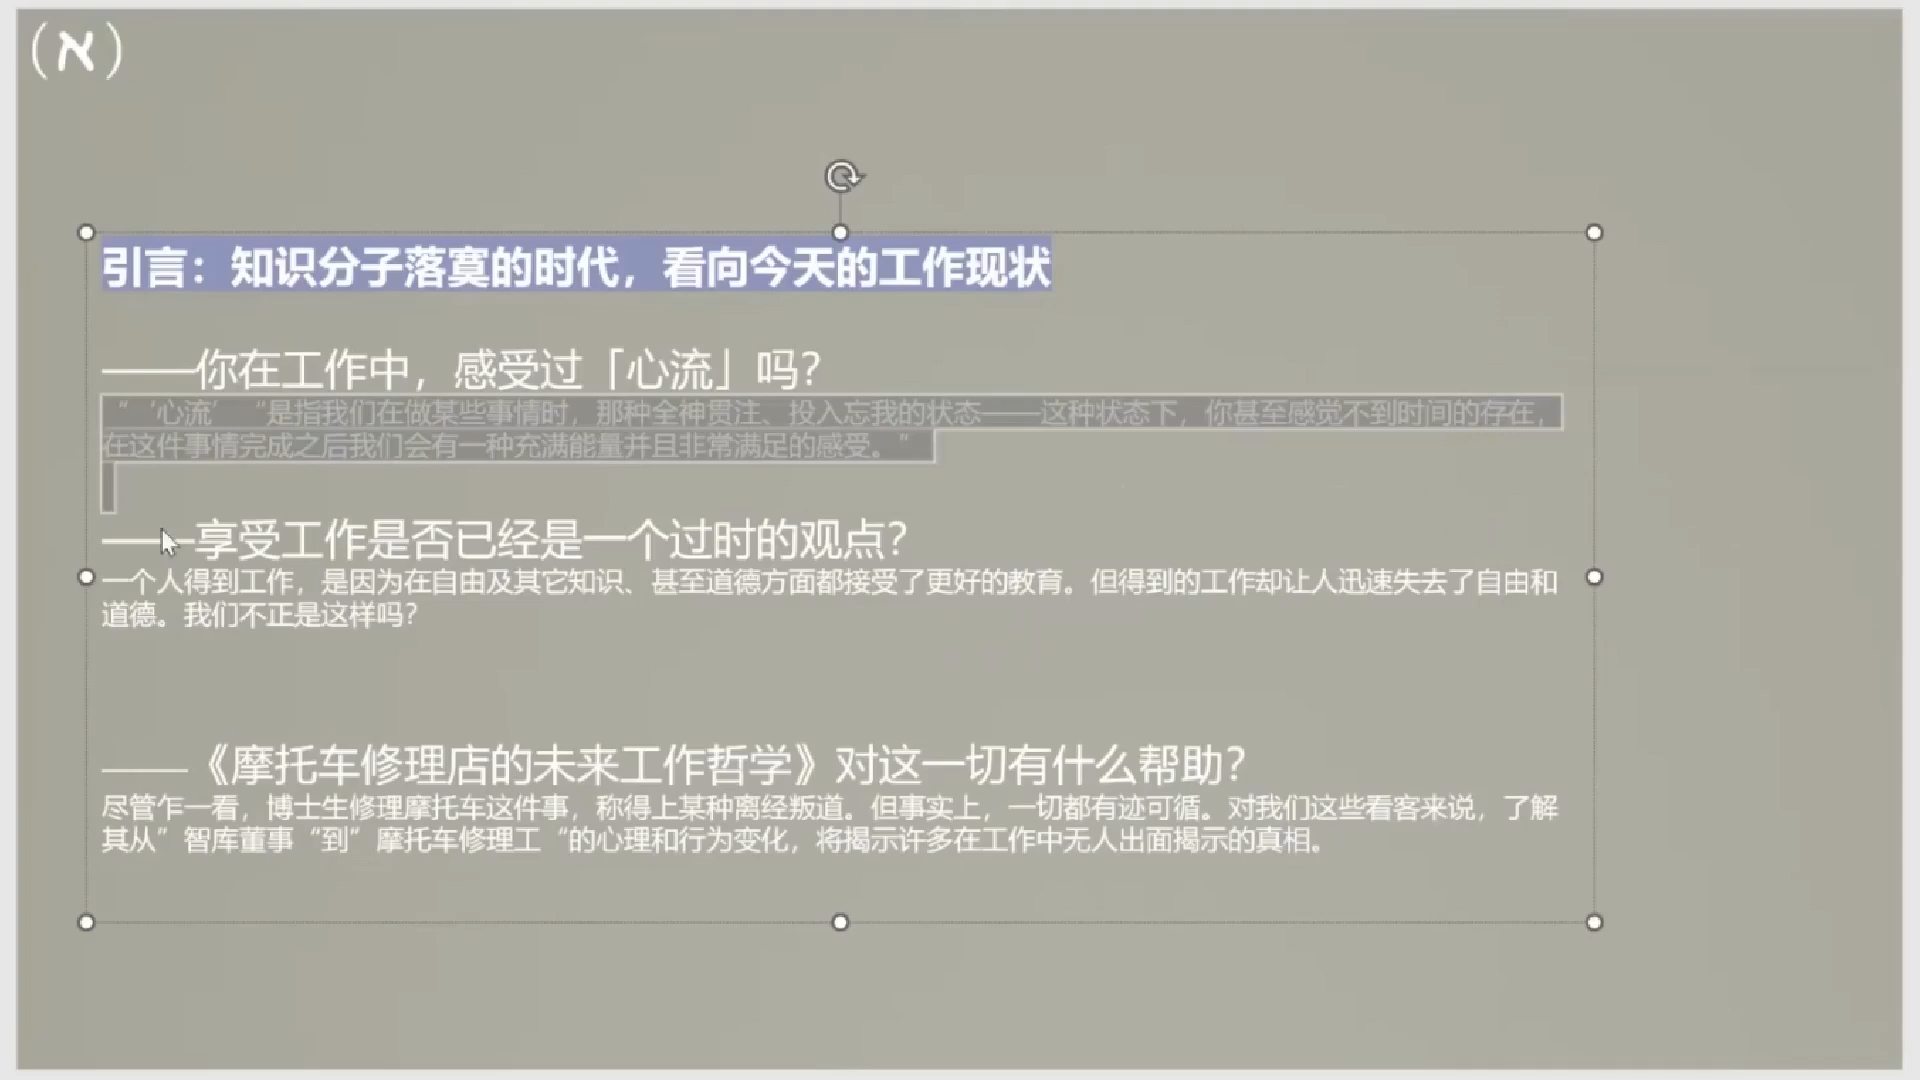 (א)
引言：知识分子落寞的时代，看向今天的工作现状
——你在工作中，感受过「心流」吗？
“‘心流’“是指我们在做某些事情时，那种全神贯注、投入忘我的状态——这种状态下，你甚至感觉不到时间的存在，
在这件事情完成之后我们会有一种充满能量并且非常满足的感受。”
——享受工作是否已经是一个过时的观点？
一个人得到工作，是因为在自由及其它知识、甚至道德方面都接受了更好的教育。但得到的工作却让人迅速失去了自由和
道德。我们不正是这样吗？
——《摩托车修理店的未来工作哲学》对这一切有什么帮助？
尽管乍一看，博士生修理摩托车这件事，称得上某种离经叛道。但事实上，一切都有迹可循。对我们这些看客来说，了解
其从”智库董事“到”摩托车修理工“的心理和行为变化，将揭示许多在工作中无人出面揭示的真相。